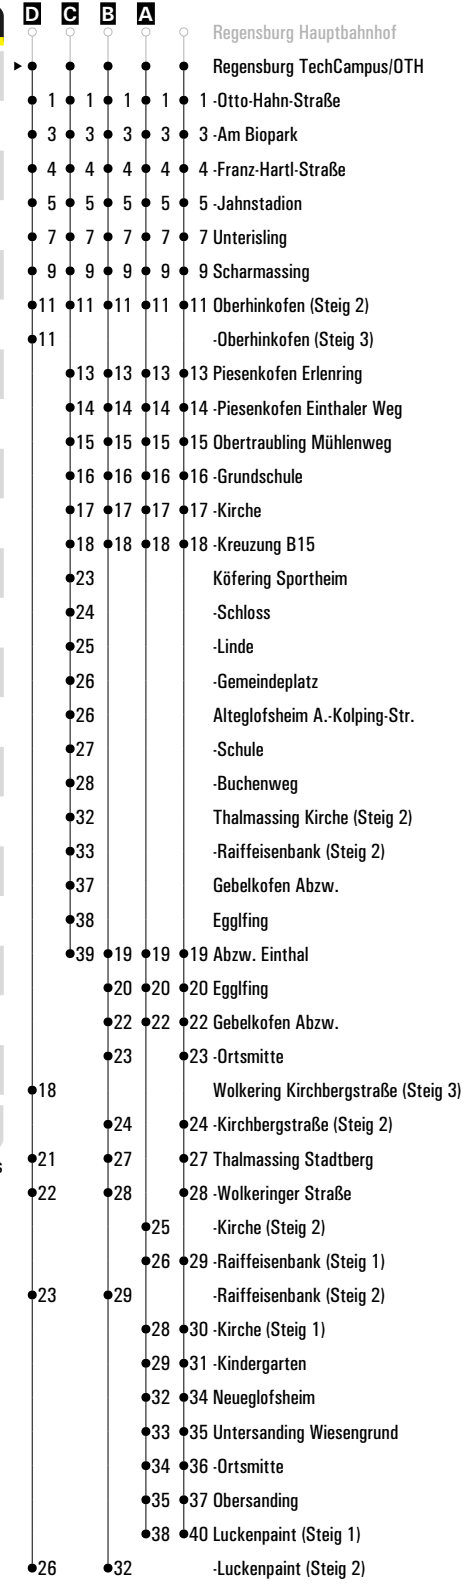 D C B A
Regensburg Hauptbahnhof
Regensburg TechCampus/OTH
1 1 1 1 1 -Otto-Hahn-Straße
3 3 3 3 3 -Am Biopark
4 4 4 4 4 -Franz-Hartl-Straße
5 5 5 5 5 -Jahnstadion
7 7 7 7 7 Unterisling
9 9 9 9 9 Scharmassing
11 11 11 11 11 Oberhinkofen (Steig 2)
11 -Oberhinkofen (Steig 3)
13 13 13 13 Piesenkofen Erlenring
14 14 14 14 -Piesenkofen Einthaler Weg
15 15 15 15 Obertraubling Mühlenweg
16 16 16 16 -Grundschule
17 17 17 17 -Kirche
18 18 18 18 -Kreuzung B15
23 Köfering Sportheim
24 -Schloss
25 -Linde
26 -Gemeindeplatz
26 Alteglofsheim A.-Kolping-Str.
27 -Schule
28 -Buchenweg
32 Thalmassing Kirche (Steig 2)
33 -Raiffeisenbank (Steig 2)
37 Gebelkofen Abzw.
38 Egglfing
39 19 19 19 Abzw. Einthal
20 20 20 Egglfing
22 22 22 Gebelkofen Abzw.
23 23 -Ortsmitte
18 Wolkering Kirchbergstraße (Steig 3)
24 24 -Kirchbergstraße (Steig 2)
21 27 27 Thalmassing Stadtberg
22 28 28 -Wolkeringer Straße
25 -Kirche (Steig 2)
26 29 -Raiffeisenbank (Steig 1)
23 29 -Raiffeisenbank (Steig 2)
28 30 -Kirche (Steig 1)
29 31 -Kindergarten
32 34 Neueglofsheim
33 35 Untersanding Wiesengrund
34 36 -Ortsmitte
35 37 Obersanding
38 40 Luckenpaint (Steig 1)
26 32 -Luckenpaint (Steig 2)